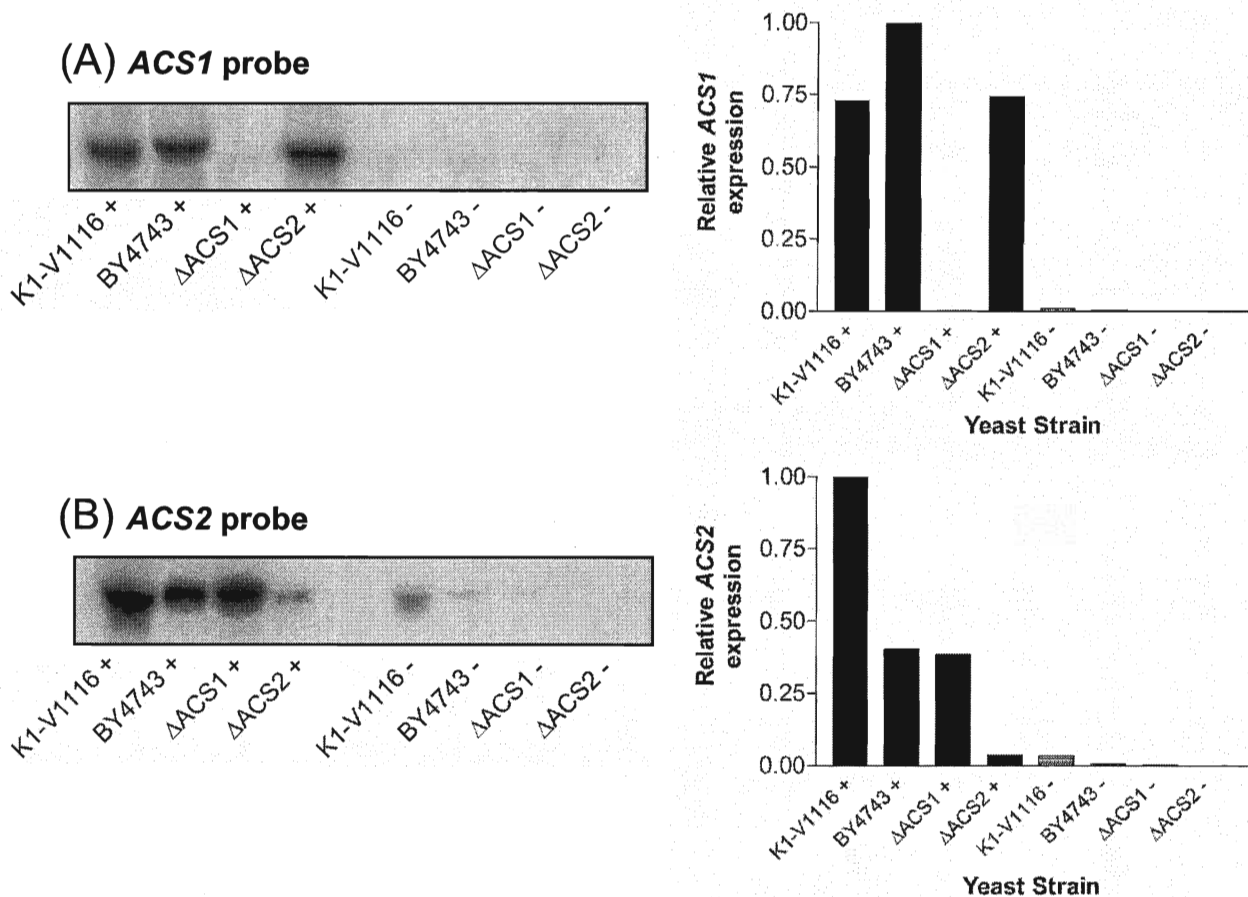 (A) ACS1 probe
K1-V1116 +
BY4743 +
ΔACS1 +
ΔACS2 +
K1-V1116 -
BY4743 -
ΔACS1 -
ΔACS2 -
Relative ACS1
expression
1.00
0.75
0.50
0.25
0.00
K1-V1116 +
BY4743 +
ΔACS1 +
ΔACS2 +
K1-V1116 -
BY4743 -
ΔACS1 -
ΔACS2 -
Yeast Strain
(B) ACS2 probe
K1-V1116 +
BY4743 +
ΔACS1 +
ΔACS2 +
K1-V1116 -
BY4743 -
ΔACS1 -
ΔACS2 -
Relative ACS2
expression
1.00
0.75
0.50
0.25
0.00
K1-V1116 +
BY4743 +
ΔACS1 +
ΔACS2 +
K1-V1116 -
BY4743 -
ΔACS1 -
ΔACS2 -
Yeast Strain